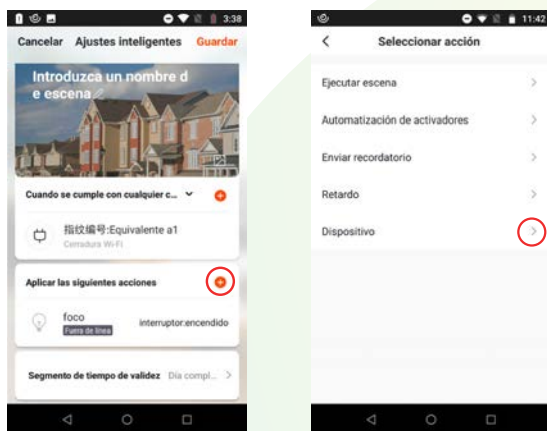 3:38
Cancelar Ajustes inteligentes Guardar
Introduzca un nombre d
e escena
Cuando se cumple con cualquier c...
指纹编号:Equivalente a1
Cerradura Wi-Fi
Aplicar las siguientes acciones
foco
Fuera de línea
interruptor:encendido
Segmento de tiempo de validez Día compl...
11:42
Seleccionar acción
Ejecutar escena
Automatización de activadores
Enviar recordatorio
Retardo
Dispositivo